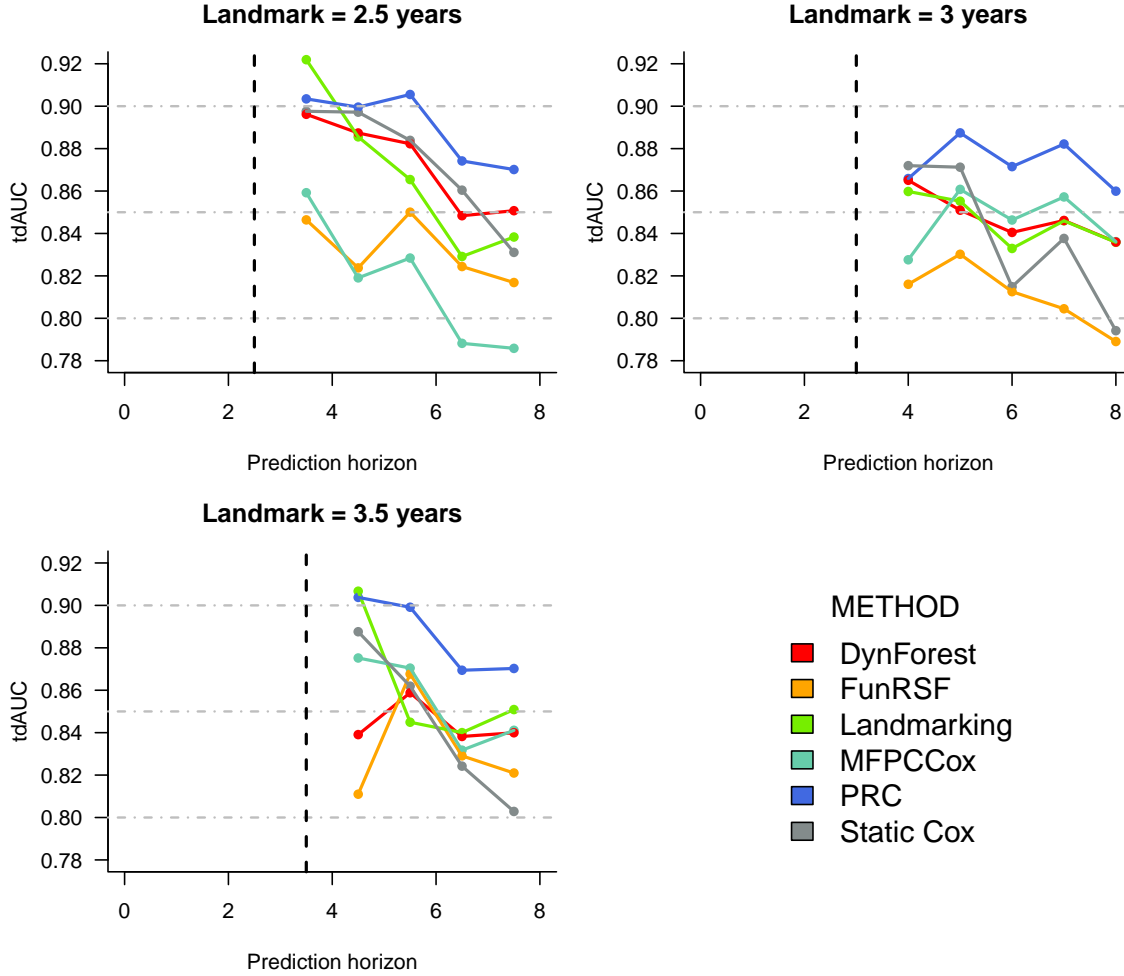 Landmark = 2.5 years
tdAUC
0.92
0.90
0.88
0.86
0.84
0.82
0.80
0.78
0 2 4 6 8
Prediction horizon
Landmark = 3 years
tdAUC
0.92
0.90
0.88
0.86
0.84
0.82
0.80
0.78
0 2 4 6 8
Prediction horizon
Landmark = 3.5 years
tdAUC
0.92
0.90
0.88
0.86
0.84
0.82
0.80
0.78
0 2 4 6 8
Prediction horizon
METHOD
DynForest
FunRSF
Landmarking
MFPCCox
PRC
Static Cox